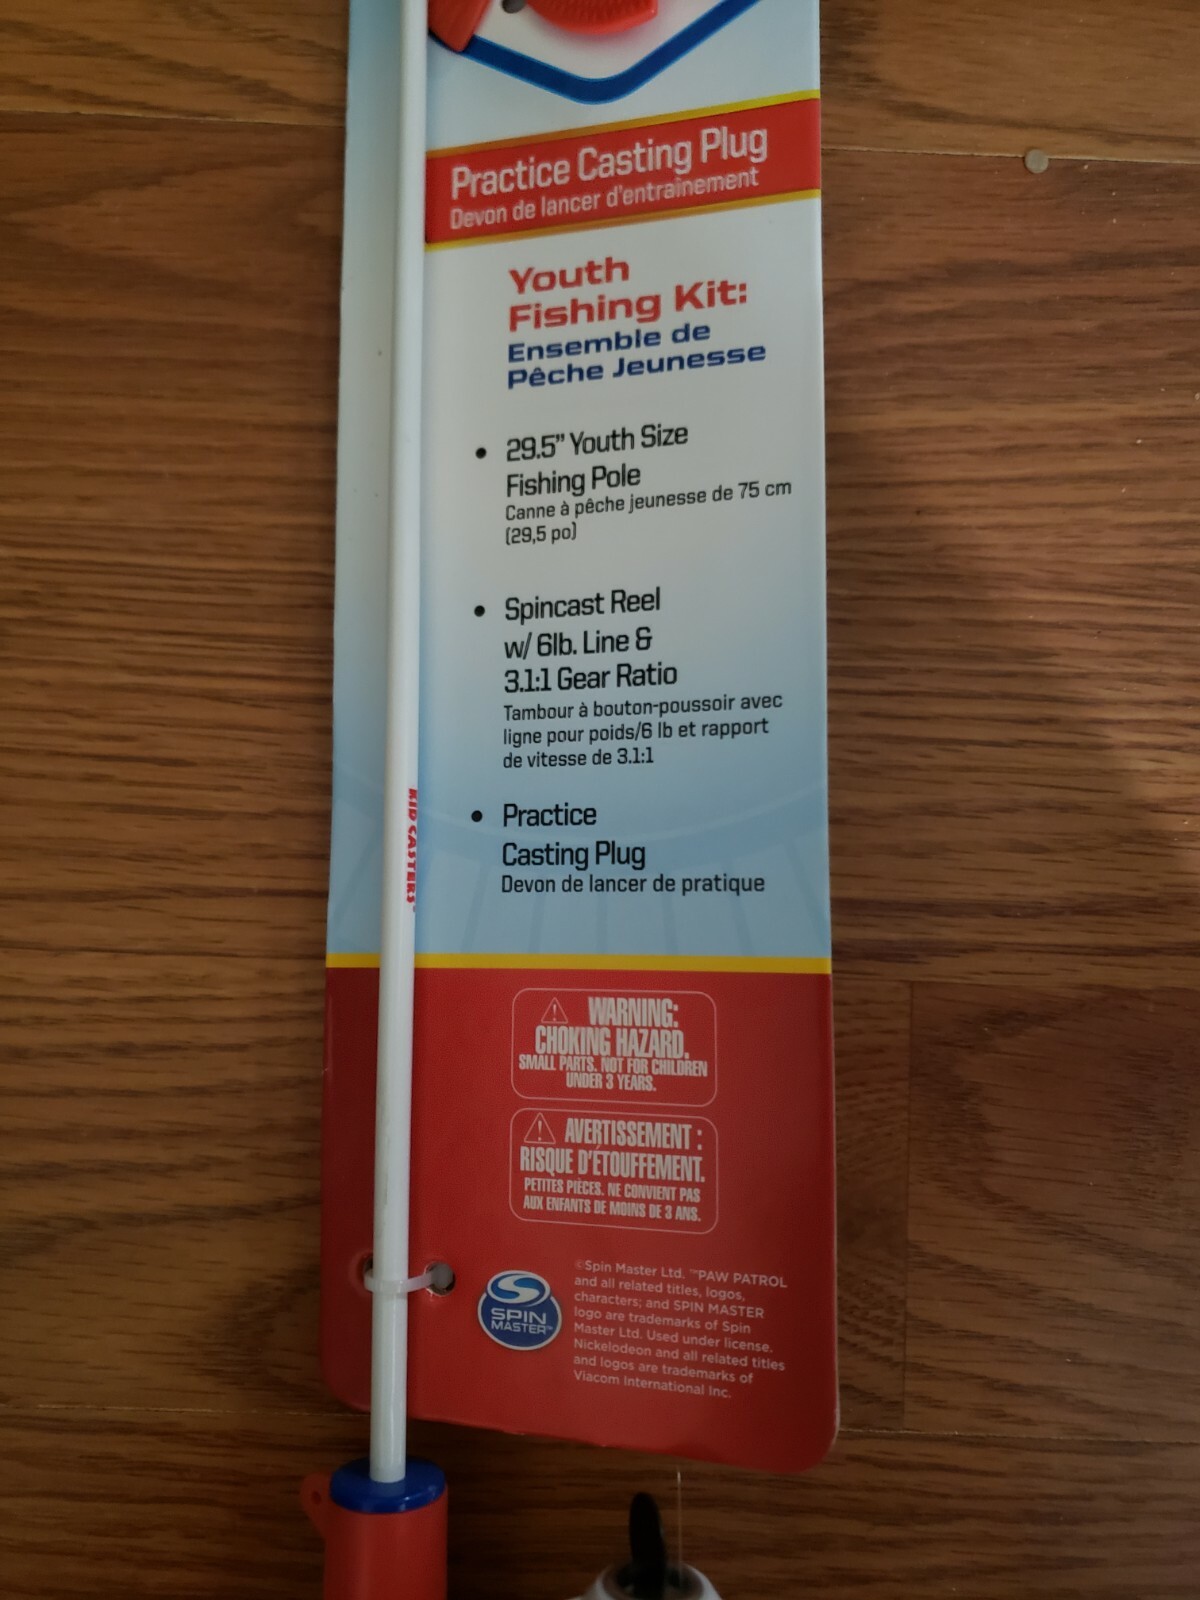 Practice Casting Plug
Devon de lancer d'entraînement
Youth
Fishing Kit:
Ensemble de
Pêche Jeunesse
• 29.5" Youth Size
Fishing Pole
Canne à pêche jeunesse de 75 cm
(29,5 po)
• Spincast Reel
w/ 6lb. Line &
3.1:1 Gear Ratio
Tambour à bouton-poussoir avec
ligne pour poids/6 lb et rapport
de vitesse de 3.1:1
• Practice
Casting Plug
Devon de lancer de pratique
KID CASTERS
WARNING:
CHOKING HAZARD.
SMALL PARTS. NOT FOR CHILDREN
UNDER 3 YEARS.
AVERTISSEMENT :
RISQUE D'ÉTOUFFEMENT.
PETITES PIÈCES. NE CONVIENT PAS
AUX ENFANTS DE MOINS DE 3 ANS.
SPIN
MASTER™
©Spin Master Ltd. ™PAW PATROL
and all related titles, logos,
characters; and SPIN MASTER
logo are trademarks of Spin
Master Ltd. Used under license.
Nickelodeon and all related titles
and logos are trademarks of
Viacom International Inc.